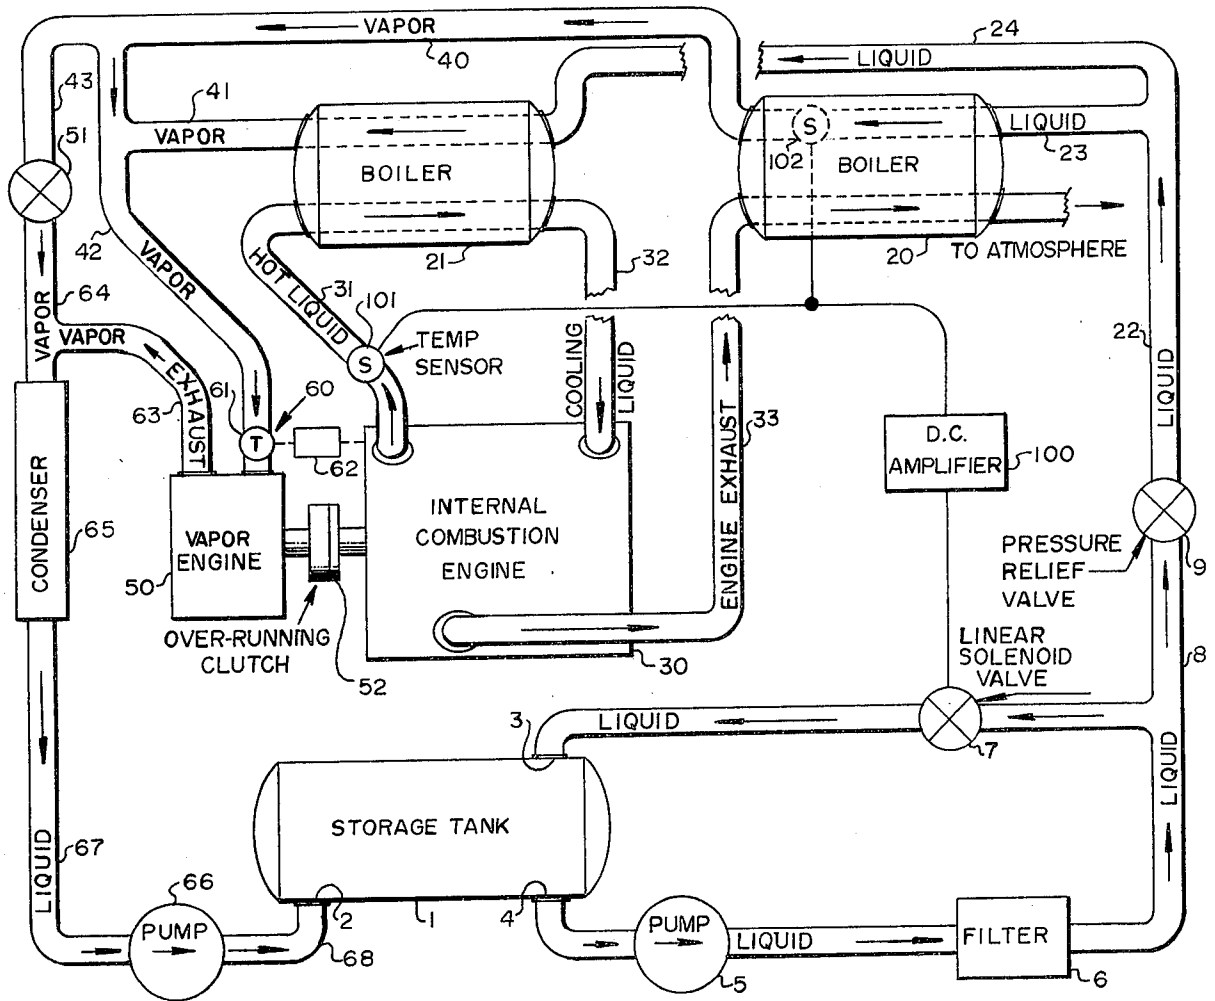 VAPOR
40
24
LIQUID
43
41
VAPOR
51
BOILER
21
S
102
BOILER
20
LIQUID
23
TO ATMOSPHERE
42
VAPOR
HOT LIQUID
31
101
32
64
VAPOR
VAPOR
EXHAUST
63
61
60
T
62
S
TEMP
SENSOR
COOLING
LIQUID
ENGINE EXHAUST
33
22
LIQUID
D.C.
AMPLIFIER
100
CONDENSER
65
VAPOR
ENGINE
50
INTERNAL
COMBUSTION
ENGINE
30
OVER-RUNNING
CLUTCH
52
PRESSURE
RELIEF
VALVE
9
LINEAR
SOLENOID
VALVE
8
7
3
LIQUID
LIQUID
STORAGE TANK
LIQUID
67
66
PUMP
2
1
4
68
PUMP
5
LIQUID
FILTER
6